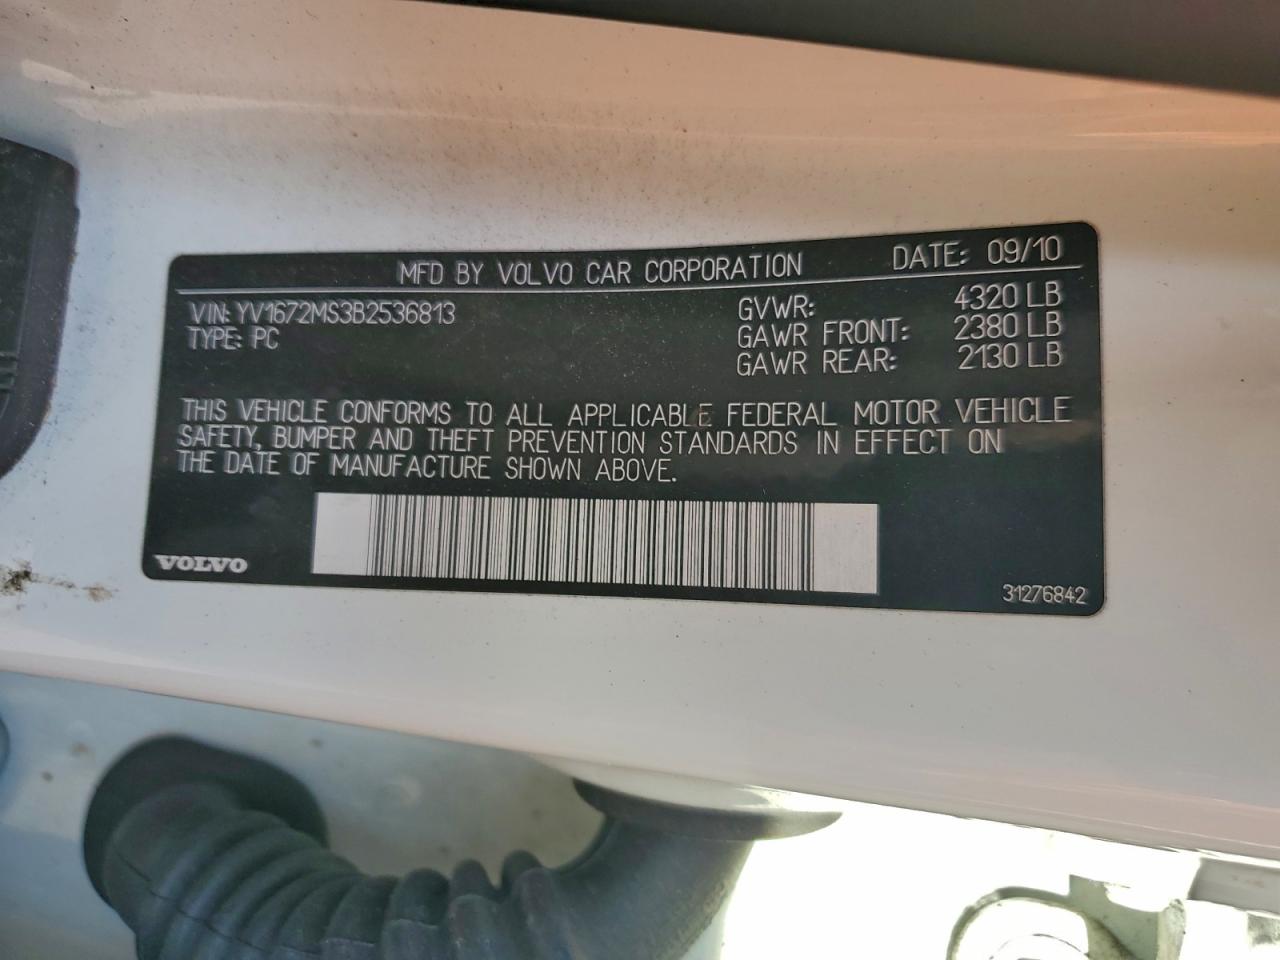 MFD BY VOLVO CAR CORPORATION DATE: 09/10
VIN: YV1672MS3B2536813 GVWR: 4320 LB
TYPE: PC GAWR FRONT: 2380 LB
GAWR REAR: 2130 LB
THIS VEHICLE CONFORMS TO ALL APPLICABLE FEDERAL MOTOR VEHICLE
SAFETY, BUMPER AND THEFT PREVENTION STANDARDS IN EFFECT ON
THE DATE OF MANUFACTURE SHOWN ABOVE.
VOLVO
31276842